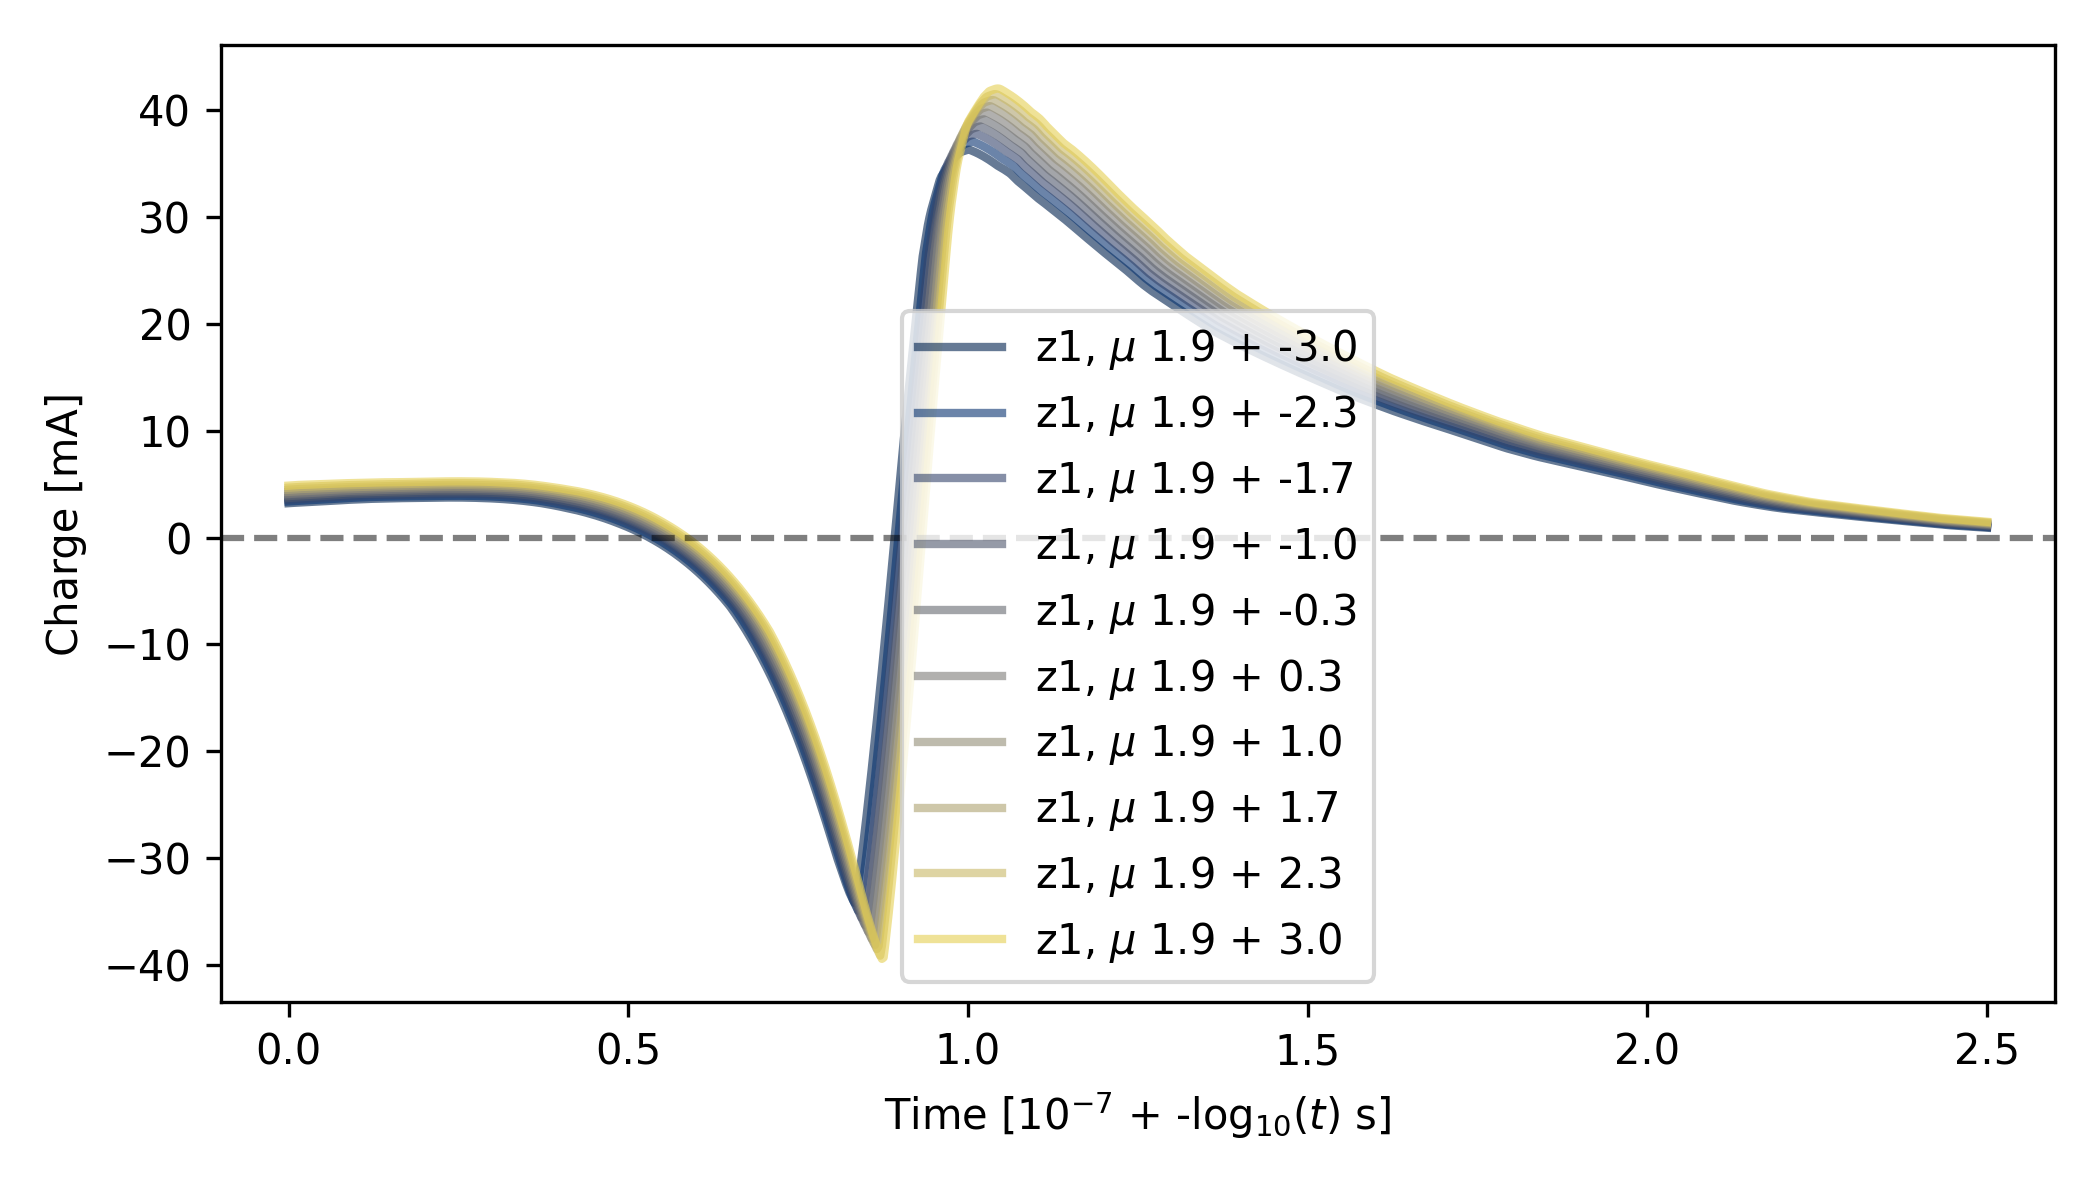 40
30
20
10
0
−10
−20
−30
−40
Charge [mA]
z1, μ 1.9 + -3.0
z1, μ 1.9 + -2.3
z1, μ 1.9 + -1.7
z1, μ 1.9 + -1.0
z1, μ 1.9 + -0.3
z1, μ 1.9 + 0.3
z1, μ 1.9 + 1.0
z1, μ 1.9 + 1.7
z1, μ 1.9 + 2.3
z1, μ 1.9 + 3.0
0.0 0.5 1.0 1.5 2.0 2.5
Time [10⁻⁷ + -log₁₀(t) s]